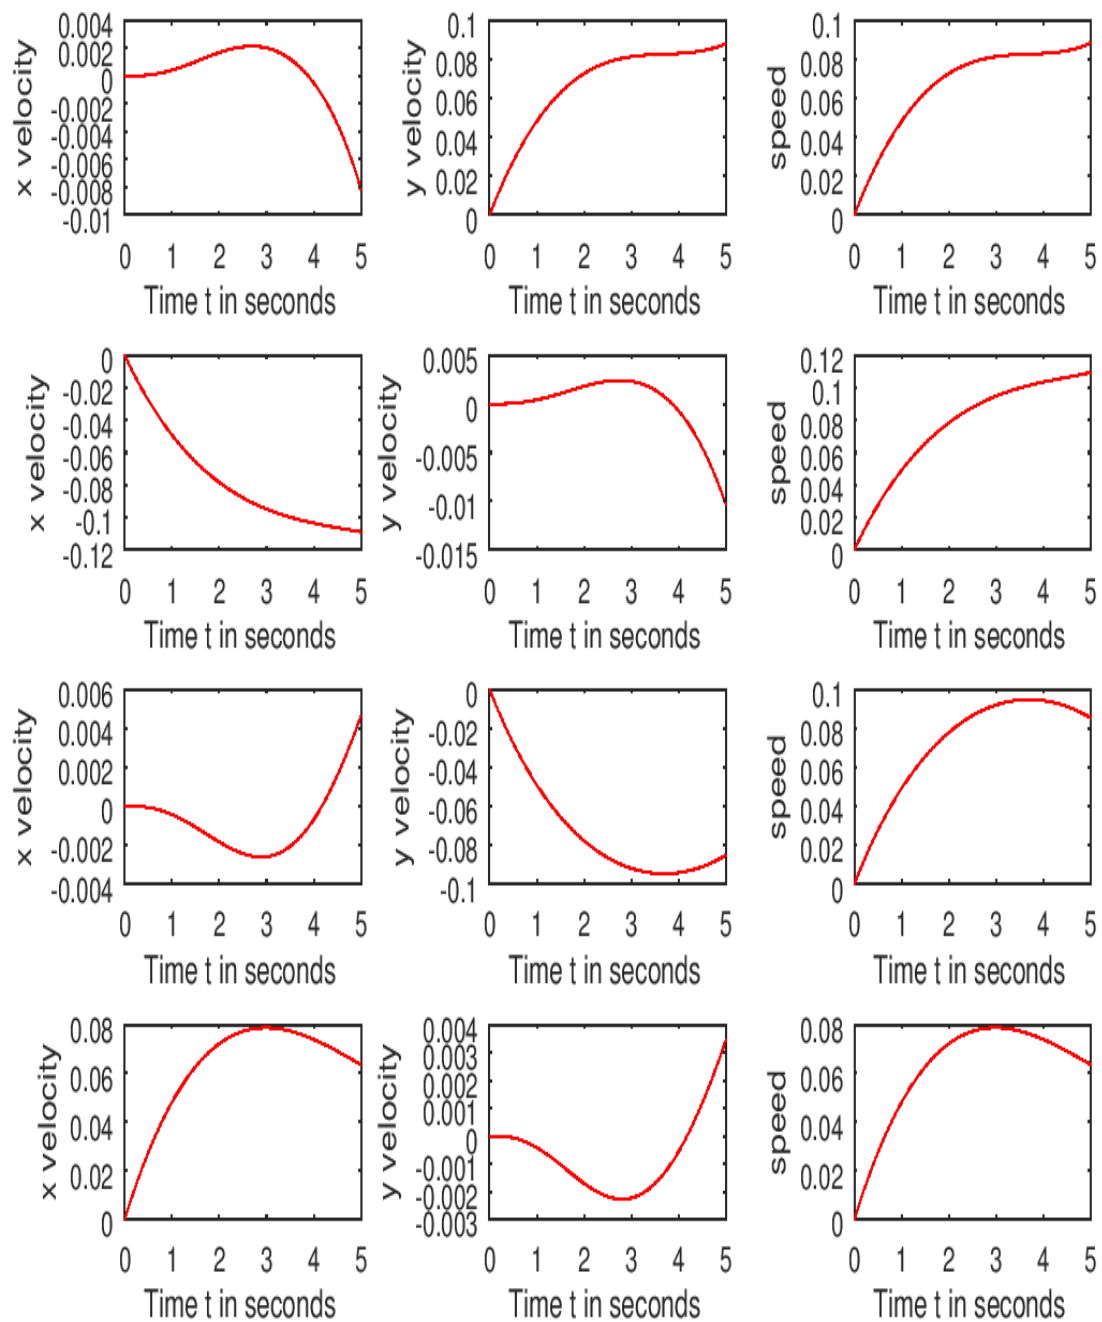 x velocity
0.004
0.002
0
-0.002
-0.004
-0.006
-0.008
-0.01
0 1 2 3 4 5
Time t in seconds
y velocity
0.1
0.08
0.06
0.04
0.02
0
0 1 2 3 4 5
Time t in seconds
speed
0.1
0.08
0.06
0.04
0.02
0
0 1 2 3 4 5
Time t in seconds
x velocity
0
-0.02
-0.04
-0.06
-0.08
-0.1
-0.12
0 1 2 3 4 5
Time t in seconds
y velocity
0.005
0
-0.005
-0.01
-0.015
0 1 2 3 4 5
Time t in seconds
speed
0.12
0.1
0.08
0.06
0.04
0.02
0
0 1 2 3 4 5
Time t in seconds
x velocity
0.006
0.004
0.002
0
-0.002
-0.004
0 1 2 3 4 5
Time t in seconds
y velocity
0
-0.02
-0.04
-0.06
-0.08
-0.1
0 1 2 3 4 5
Time t in seconds
speed
0.1
0.08
0.06
0.04
0.02
0
0 1 2 3 4 5
Time t in seconds
x velocity
0.08
0.06
0.04
0.02
0
0 1 2 3 4 5
Time t in seconds
y velocity
0.004
0.003
0.002
0.001
0
-0.001
-0.002
-0.003
0 1 2 3 4 5
Time t in seconds
speed
0.08
0.06
0.04
0.02
0
0 1 2 3 4 5
Time t in seconds